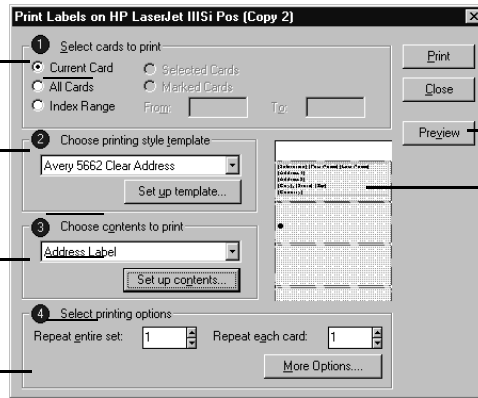 Print Labels on HP LaserJet IIISi Pos (Copy 2)
1 Select cards to print
Current Card Selected Cards
All Cards Marked Cards
Index Range From: To:
Print
Close
Preview
2 Choose printing style template
Avery 5662 Clear Address
Set up template...
3 Choose contents to print
Address Label
Set up contents...
4 Select printing options
Repeat entire set: 1 Repeat each card: 1
More Options....